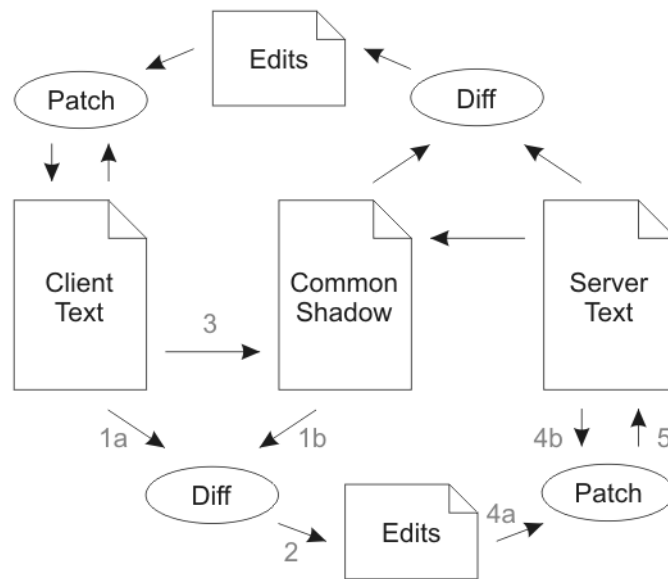 Edits
Patch
Diff
Client
Text
Common
Shadow
Server
Text
3
1a
1b
4b
5
Diff
2
Edits
4a
Patch